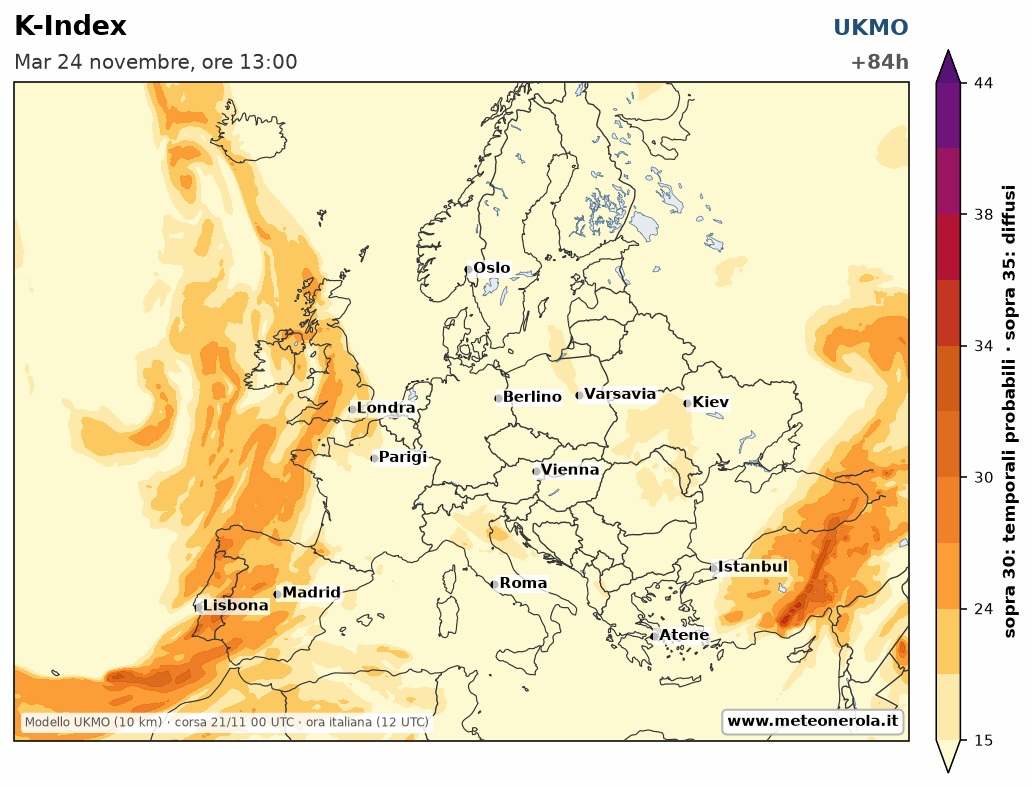 K-Index
UKMO
Mar 24 novembre, ore 13:00
+84h
44
38
34
30
24
15
sopra 30: temporali probabili · sopra 35: diffusi
Oslo
Londra
Berlino
Varsavia
Kiev
Parigi
Vienna
Istanbul
Roma
Madrid
Lisbona
Atene
Modello UKMO (10 km) · corsa 21/11 00 UTC · ora italiana (12 UTC)
www.meteonerola.it